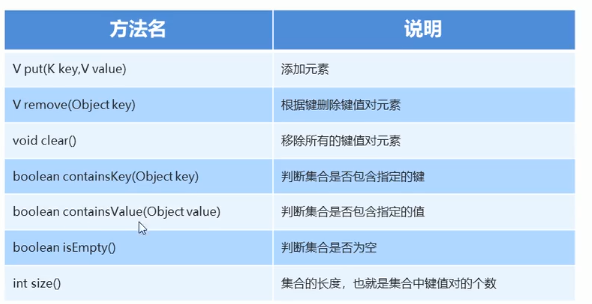 方法名 说明
V put(K key,V value) 添加元素
V remove(Object key) 根据键删除键值对元素
void clear() 移除所有的键值对元素
boolean containsKey(Object key) 判断集合是否包含指定的键
boolean containsValue(Object value) 判断集合是否包含指定的值
boolean isEmpty() 判断集合是否为空
int size() 集合的长度，也就是集合中键值对的个数